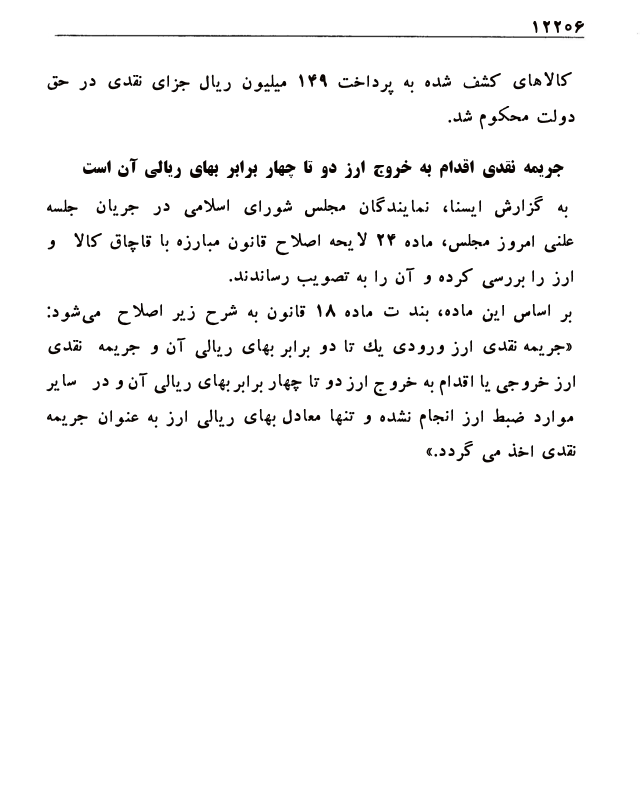 ۱۲۲۰۶
کالاهای کشف شده به پرداخت ۱۴۹ میلیون ریال جزای نقدی در حق
دولت محکوم شد.
جریمه نقدی اقدام به خروج ارز دو تا چهار برابر بهای ریالی آن است
به گزارش ایسنا، نمایندگان مجلس شورای اسلامی در جریان جلسه
علنی امروز مجلس، ماده ۲۴ لایحه اصلاح قانون مبارزه با قاچاق کالا و
ارز را بررسی کرده و آن را به تصویب رساندند.
بر اساس این ماده، بند ت ماده ۱۸ قانون به شرح زیر اصلاح می‌شود:
«جریمه نقدی ارز ورودی یك تا دو برابر بهای ریالی آن و جریمه نقدی
ارز خروجی یا اقدام به خروج ارز دو تا چهار برابر بهای ریالی آن و در سایر
موارد ضبط ارز انجام نشده و تنها معادل بهای ریالی ارز به عنوان جریمه
نقدی اخذ می گردد.»